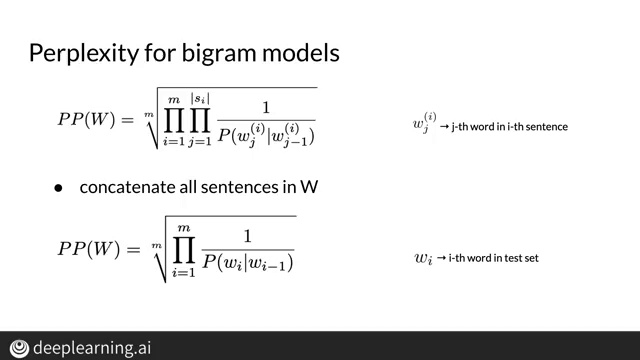 Perplexity for bigram models
$PP(W) = \sqrt[m]{\prod_{i=1}^{m} \prod_{j=1}^{|s_i|} \frac{1}{P(w_j^{(i)}|w_{j-1}^{(i)})}}$ $w_j^{(i)}$ → j-th word in i-th sentence
● concatenate all sentences in W
$PP(W) = \sqrt[m]{\prod_{i=1}^{m} \frac{1}{P(w_i|w_{i-1})}}$ $w_i$ → i-th word in test set
deeplearning.ai